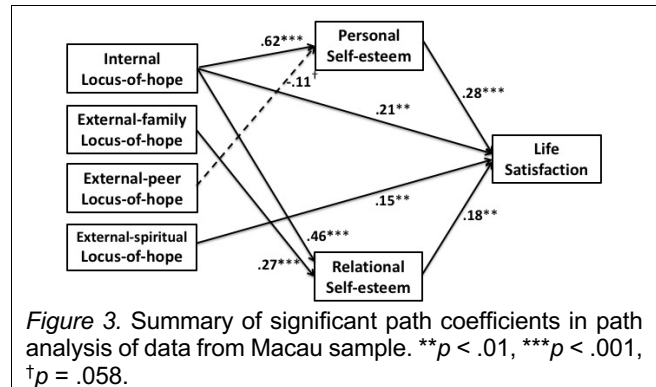 Internal
Locus-of-hope
External-family
Locus-of-hope
External-peer
Locus-of-hope
External-spiritual
Locus-of-hope
Personal
Self-esteem
Relational
Self-esteem
Life
Satisfaction
.62***
-.11†
.21**
.28***
.15**
.18**
.46***
.27***
Figure 3. Summary of significant path coefficients in path
analysis of data from Macau sample. **p < .01, ***p < .001,
†p = .058.